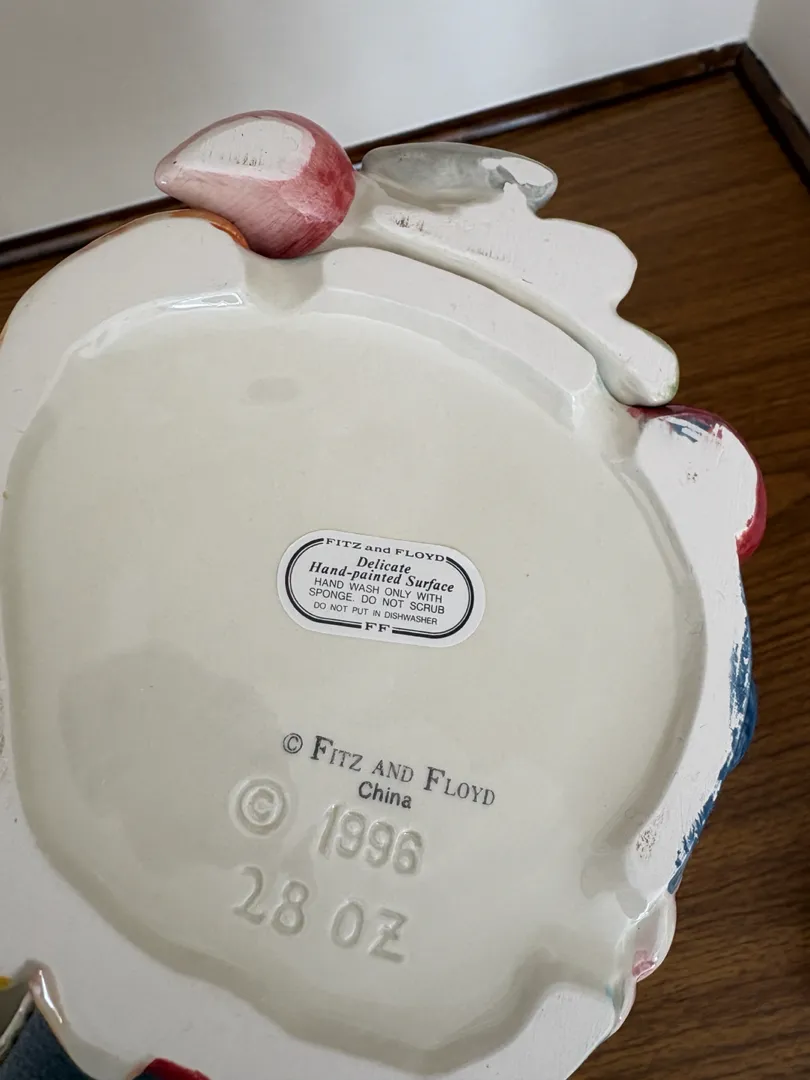 FITZ and FLOYD
Delicate
Hand-painted Surface
HAND WASH ONLY WITH
SPONGE. DO NOT SCRUB
DO NOT PUT IN DISHWASHER
FF
© FITZ AND FLOYD
China
© 1996
28 OZ